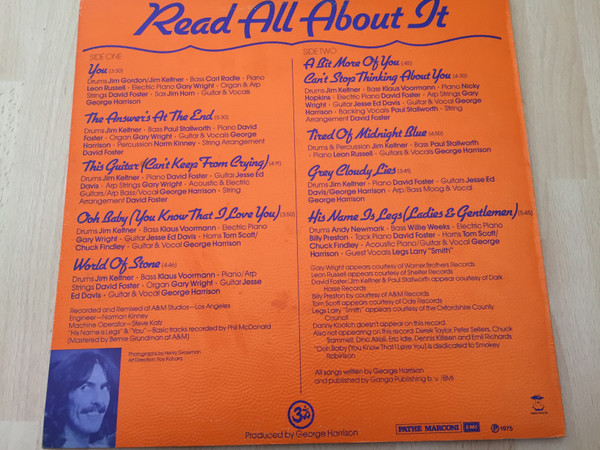 Read All About It
SIDE ONE:
You (3:50)
Drums Jim Gordon/Jim Keltner - Bass Carl Radle - Piano
Leon Russell - Electric Piano Gary Wright - Organ & Arp
Strings David Foster - Sax Jim Horn - Guitar & Vocals
George Harrison
The Answer's At The End (5:30)
Drums Jim Keltner - Bass Paul Stallworth - Piano David
Foster - Organ Gary Wright - Guitar & Vocals George
Harrison - Percussion Norm Kinney - String Arrangement
David Foster
This Guitar (Can't Keep From Crying) (4:11)
Drums Jim Keltner - Piano David Foster - Guitar Jesse Ed
Davis - Arp Strings Gary Wright - Acoustic & Electric
Guitars/Arp Bass/Vocal George Harrison - String
Arrangement David Foster
Ooh Baby (You Know That I Love You) (3:50)
Drums Jim Keltner - Bass Klaus Voormann - Electric Piano
Gary Wright - Guitar Jesse Ed Davis - Horns Tom Scott/
Chuck Findley - Guitar & Vocal George Harrison
World Of Stone (4:46)
Drums Jim Keltner - Bass Klaus Voormann - Piano/Arp
Strings David Foster - Organ Gary Wright - Guitar Jesse
Ed Davis - Guitar & Vocal George Harrison
Recorded and Remixed at A&M Studios—Los Angeles
Engineer—Norman Kinney
Machine Operator—Steve Katz
"His Name is Legs" & "You"—Basic tracks recorded by Phil McDonald
(Mastered by Bernie Grundman at A&M)
Photographs by Henry Grossman
Art Direction: Roy Kohara
SIDE TWO:
A Bit More Of You (:45)
Can't Stop Thinking About You (4:30)
Drums Jim Keltner - Bass Klaus Voormann - Piano Nicky
Hopkins - Electric Piano David Foster - Arp Strings Gary
Wright - Guitar Jesse Ed Davis - Guitar & Vocals George
Harrison - Backing Vocals Paul Stallworth - String
Arrangement David Foster
Tired Of Midnight Blue (4:50)
Drums & Percussion Jim Keltner - Bass Paul Stallworth
- Piano Leon Russell - Guitars & Vocals George Harrison
Grey Cloudy Lies (3:41)
Drums Jim Keltner - Piano David Foster - Guitars Jesse Ed
Davis/George Harrison - Arp/Bass Moog & Vocal
George Harrison
His Name Is Legs (Ladies & Gentlemen) (5:45)
Drums Andy Newmark - Bass Willie Weeks - Electric Piano
Billy Preston - Tack Piano David Foster - Horns Tom Scott/
Chuck Findley - Acoustic Piano/Guitar & Vocal George
Harrison - Guest Vocals Legs Larry "Smith"
Gary Wright appears courtesy of Warner Brothers Records
Leon Russell appears courtesy of Shelter Records
David Foster/Jim Keltner & Paul Stallworth appear courtesy of Dark
Horse Records
Billy Preston by courtesy of A&M Records
Tom Scott appears courtesy of Ode Records
Legs Larry "Smith" appears courtesy of the Oxfordshire County
Council
Danny Kootch doesn't appear on this record
Also not appearing on this record: Derek Taylor, Peter Sellers, Chuck
Trammell, Dino Airali, Eric Idle, Dennis Killeen and Emil Richards
"Ooh Baby (You Know That I Love You) is dedicated to Smokey
Robinson
All songs written by George Harrison
and published by Ganga Publishing b.v./BMI
Produced by George Harrison
PATHE MARCONI
EMI
Ⓟ 1975